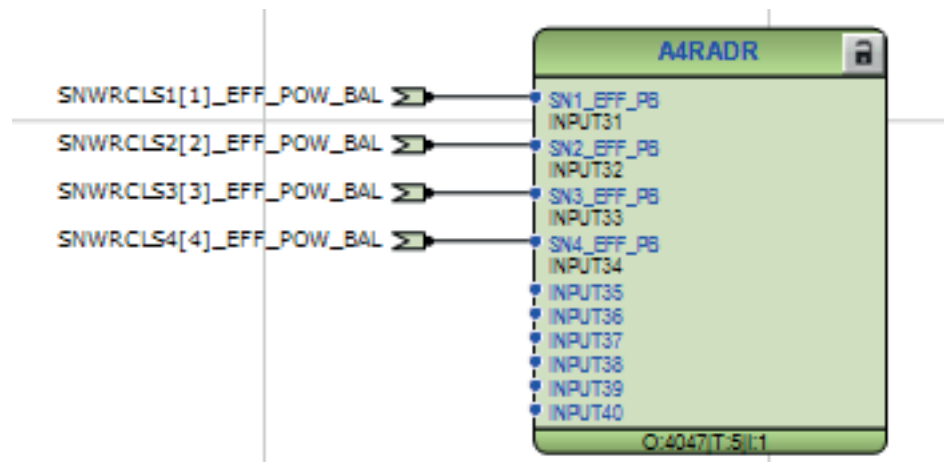 A4RADR
SNWRCLS1[1]_EFF_POW_BAL
SN1_EFF_PB
INPUT31
SNWRCLS2[2]_EFF_POW_BAL
SN2_EFF_PB
INPUT32
SNWRCLS3[3]_EFF_POW_BAL
SN3_EFF_PB
INPUT33
SNWRCLS4[4]_EFF_POW_BAL
SN4_EFF_PB
INPUT34
INPUT35
INPUT36
INPUT37
INPUT38
INPUT39
INPUT40
O:4047|T:5|I:1